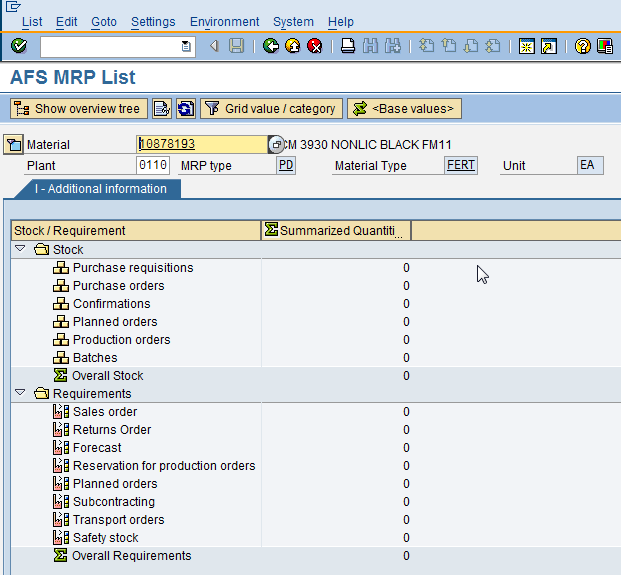 List Edit Goto Settings Environment System Help
AFS MRP List
Show overview tree Grid value / category <Base values>
Material 10878193 CM 3930 NONLIC BLACK FM11
Plant 0110 MRP type PD Material Type FERT Unit EA
I - Additional information
Stock / Requirement Summarized Quantiti...
Stock
Purchase requisitions 0
Purchase orders 0
Confirmations 0
Planned orders 0
Production orders 0
Batches 0
Overall Stock 0
Requirements
Sales order 0
Returns Order 0
Forecast 0
Reservation for production orders 0
Planned orders 0
Subcontracting 0
Transport orders 0
Safety stock 0
Overall Requirements 0